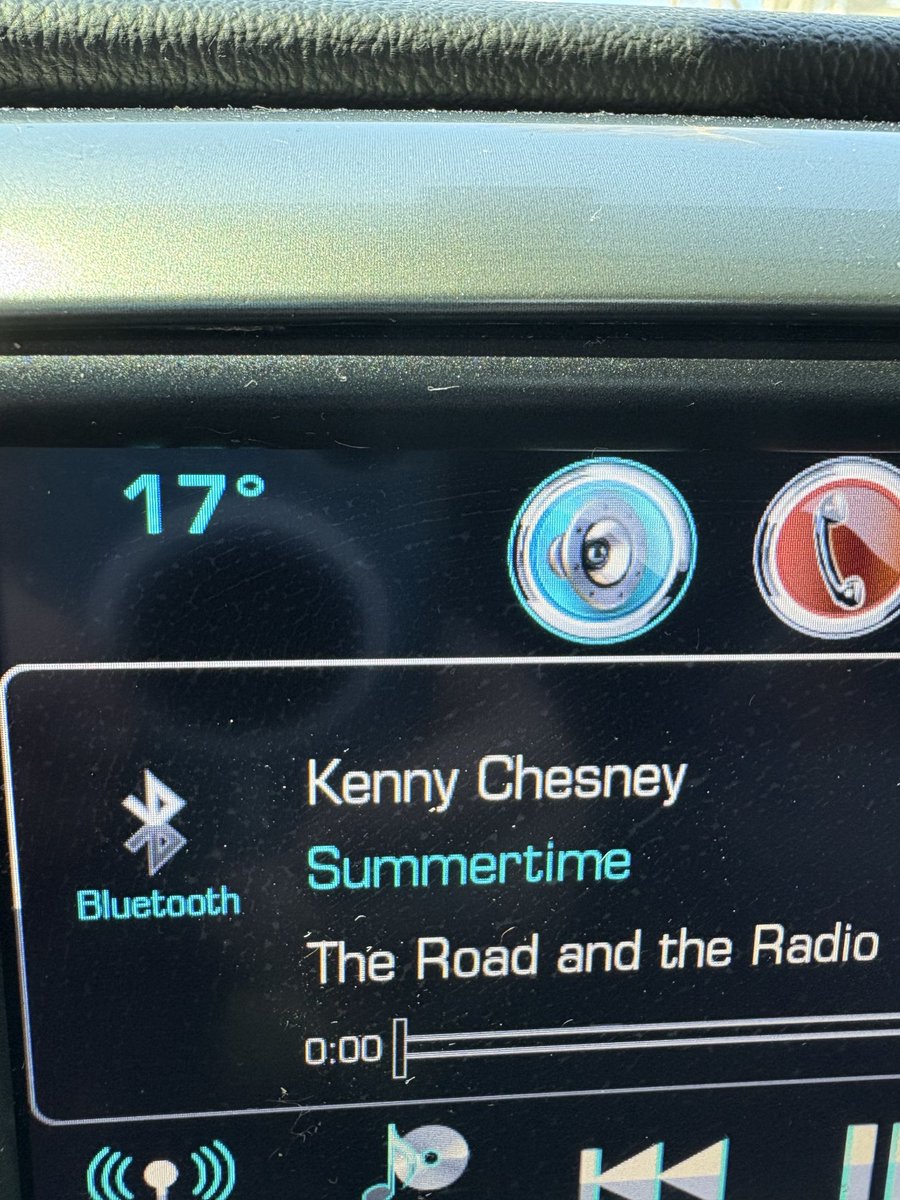 17°
Kenny Chesney
Summertime
Bluetooth
The Road and the Radio
0:00